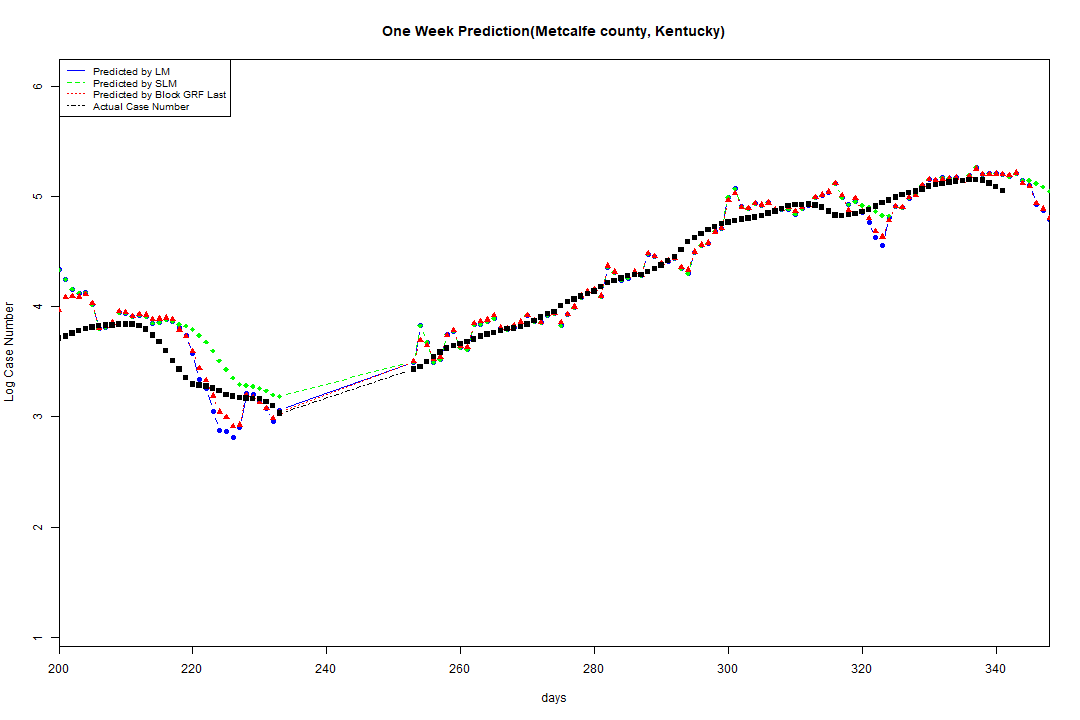 One Week Prediction(Metcalfe county, Kentucky)
Predicted by LM
Predicted by SLM
Predicted by Block GRF Last
Actual Case Number
6
5
4
3
2
1
Log Case Number
200 220 240 260 280 300 320 340
days